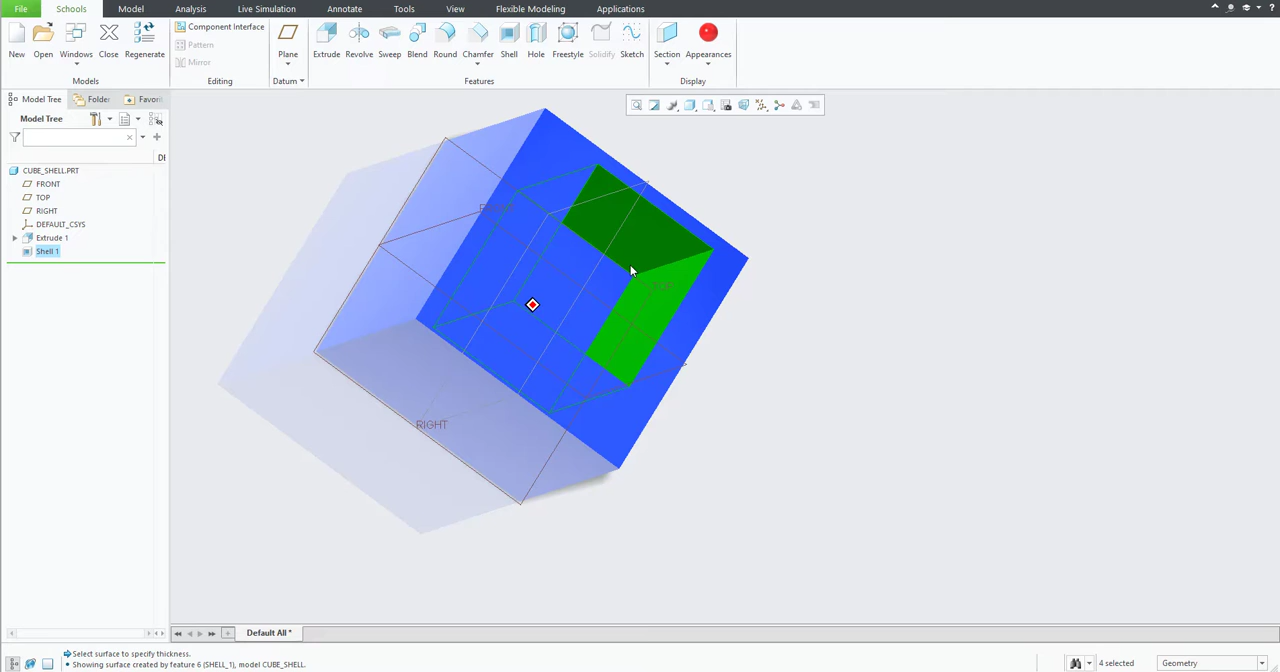 File Schools Model Analysis Live Simulation Annotate Tools View Flexible Modeling Applications
New Open Windows Close Regenerate
Component Interface
Pattern
Mirror
Plane
Extrude Revolve Sweep Blend Round Chamfer Shell Hole Freestyle Solidify Sketch
Section Appearances
Models Editing Datum Features Display
Model Tree Folder Favori
Model Tree
DE
CUBE_SHELL.PRT
FRONT
TOP
RIGHT
DEFAULT_CSYS
Extrude 1
Shell 1
TOP
RIGHT
Default All *
Select surface to specify thickness.
• Showing surface created by feature 6 (SHELL_1), model CUBE_SHELL.
4 selected
Geometry